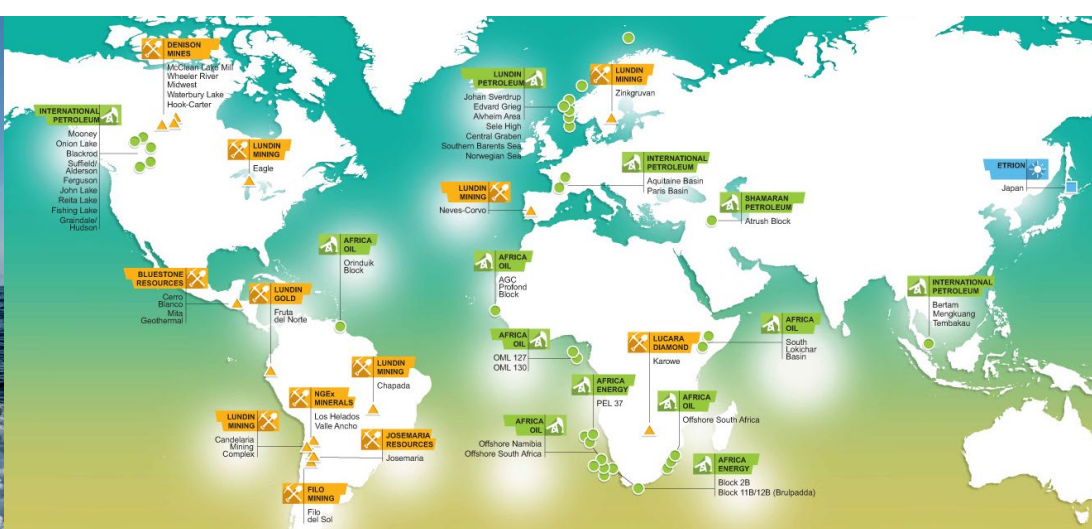 DENISON
MINES
McClean Lake Mill
Wheeler River
Midwest
Waterbury Lake
Hook-Carter
INTERNATIONAL
PETROLEUM
Mooney
Onion Lake
Blackrod
Suffield/
Alderson
Ferguson
John Lake
Reita Lake
Fishing Lake
Graindale/
Hudson
LUNDIN
MINING
Eagle
LUNDIN
PETROLEUM
Johan Sverdrup
Edvard Grieg
Alvheim Area
Sele High
Central Graben
Southern Barents Sea
Norwegian Sea
LUNDIN
MINING
Zinkgruvan
INTERNATIONAL
PETROLEUM
Aquitaine Basin
Paris Basin
LUNDIN
MINING
Neves-Corvo
SHAMARAN
PETROLEUM
Atrush Block
ETRION
Japan
AFRICA
OIL
Orinduik
Block
BLUESTONE
RESOURCES
Cerro
Blanco
Mita
Geothermal
LUNDIN
GOLD
Fruta
del Norte
AFRICA
OIL
AGC
Profond
Block
INTERNATIONAL
PETROLEUM
Bertam
Mengkuang
Tembakau
AFRICA
OIL
South
Lokichar
Basin
AFRICA
OIL
OML 127
OML 130
LUCARA
DIAMOND
Karowe
LUNDIN
MINING
Chapada
NGEx
MINERALS
Los Helados
Valle Ancho
AFRICA
ENERGY
PEL 37
AFRICA
OIL
Offshore South Africa
LUNDIN
MINING
Candelaria
Mining
Complex
JOSEMARIA
RESOURCES
Josemaria
AFRICA
OIL
Offshore Namibia
Offshore South Africa
AFRICA
ENERGY
Block 2B
Block 11B/12B (Brulpadda)
FILO
MINING
Filo
del Sol